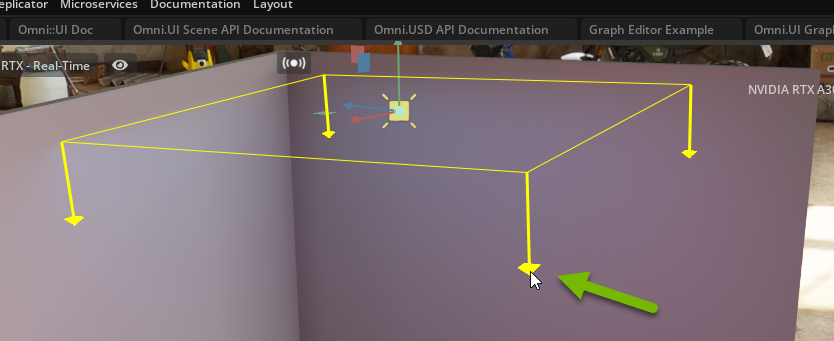 eplicator Microservices Documentation Layout
Omni::UI Doc Omni.UI Scene API Documentation Omni.USD API Documentation Graph Editor Example Omni.UI Grap
RTX - Real-Time
NVIDIA RTX A30